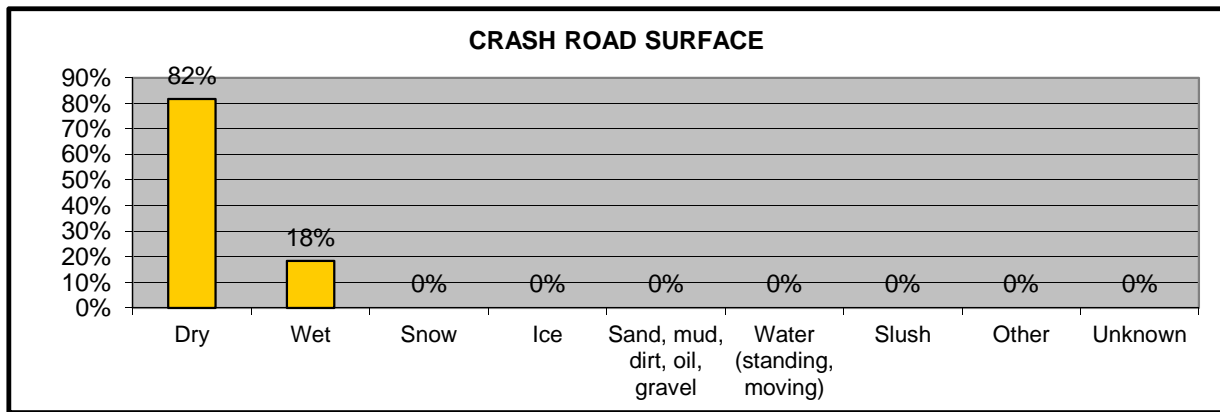 CRASH ROAD SURFACE
90%
80%
70%
60%
50%
40%
30%
20%
10%
0%
82%
18%
0%
0%
0%
0%
0%
0%
0%
Dry
Wet
Snow
Ice
Sand, mud,
dirt, oil,
gravel
Water
(standing,
moving)
Slush
Other
Unknown